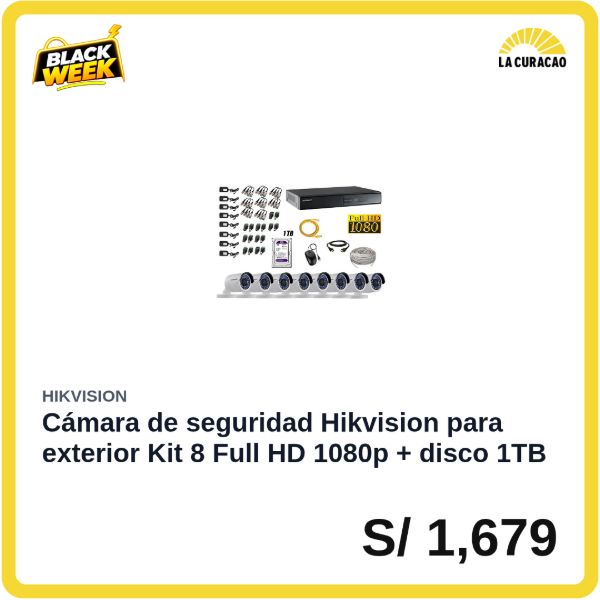 BLACK
WEEK
LA CURACAO
Full HD
1080
1TB
HIKVISION
Cámara de seguridad Hikvision para
exterior Kit 8 Full HD 1080p + disco 1TB
S/ 1,679